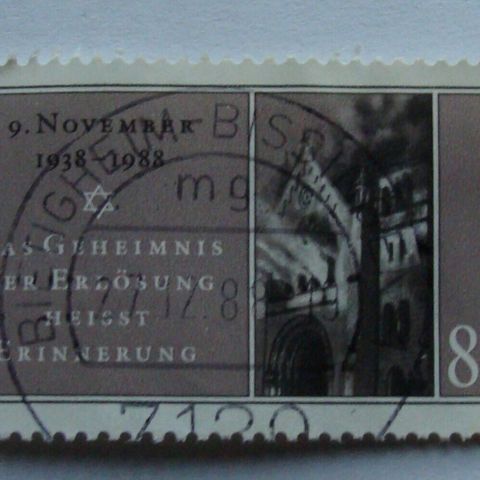 9. NOVEMBER
1938–1988
AS GEHEIMNIS
ER ERLÖSUNG
HEISST
ERINNERUNG
8
mg
7120